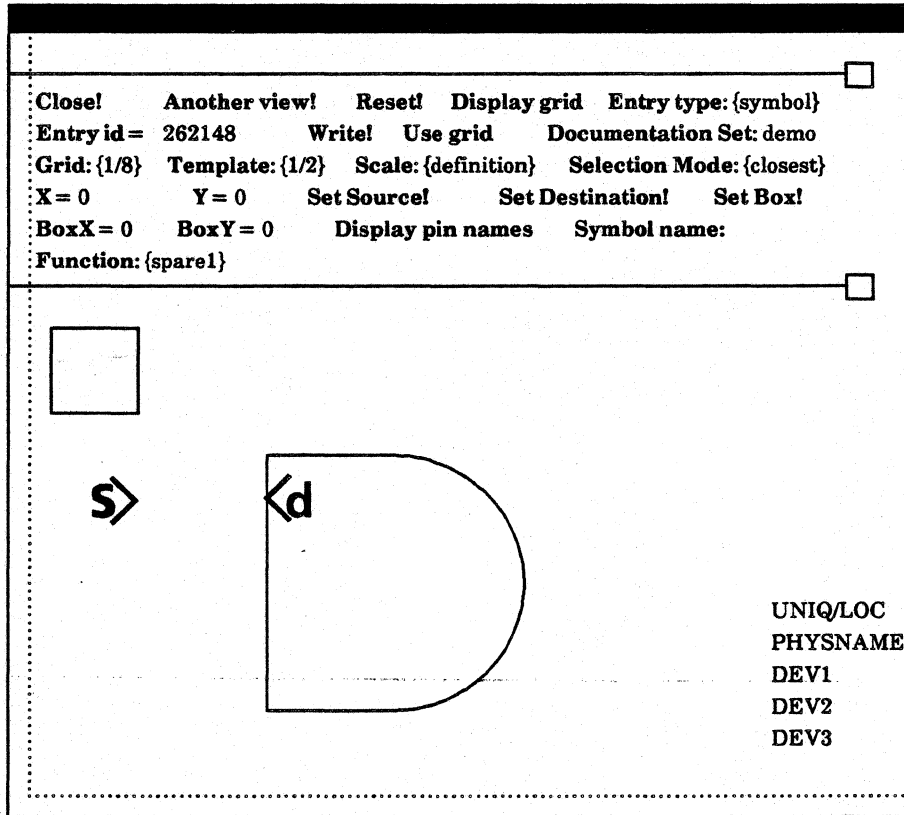 Close! Another view! Reset! Display grid Entry type: {symbol}
Entry id = 262148 Write! Use grid Documentation Set: demo
Grid: {1/8} Template: {1/2} Scale: {definition} Selection Mode: {closest}
X = 0 Y = 0 Set Source! Set Destination! Set Box!
BoxX = 0 BoxY = 0 Display pin names Symbol name:
Function: {spare1}
S> <d
UNIQ/LOC
PHYSNAME
DEV1
DEV2
DEV3